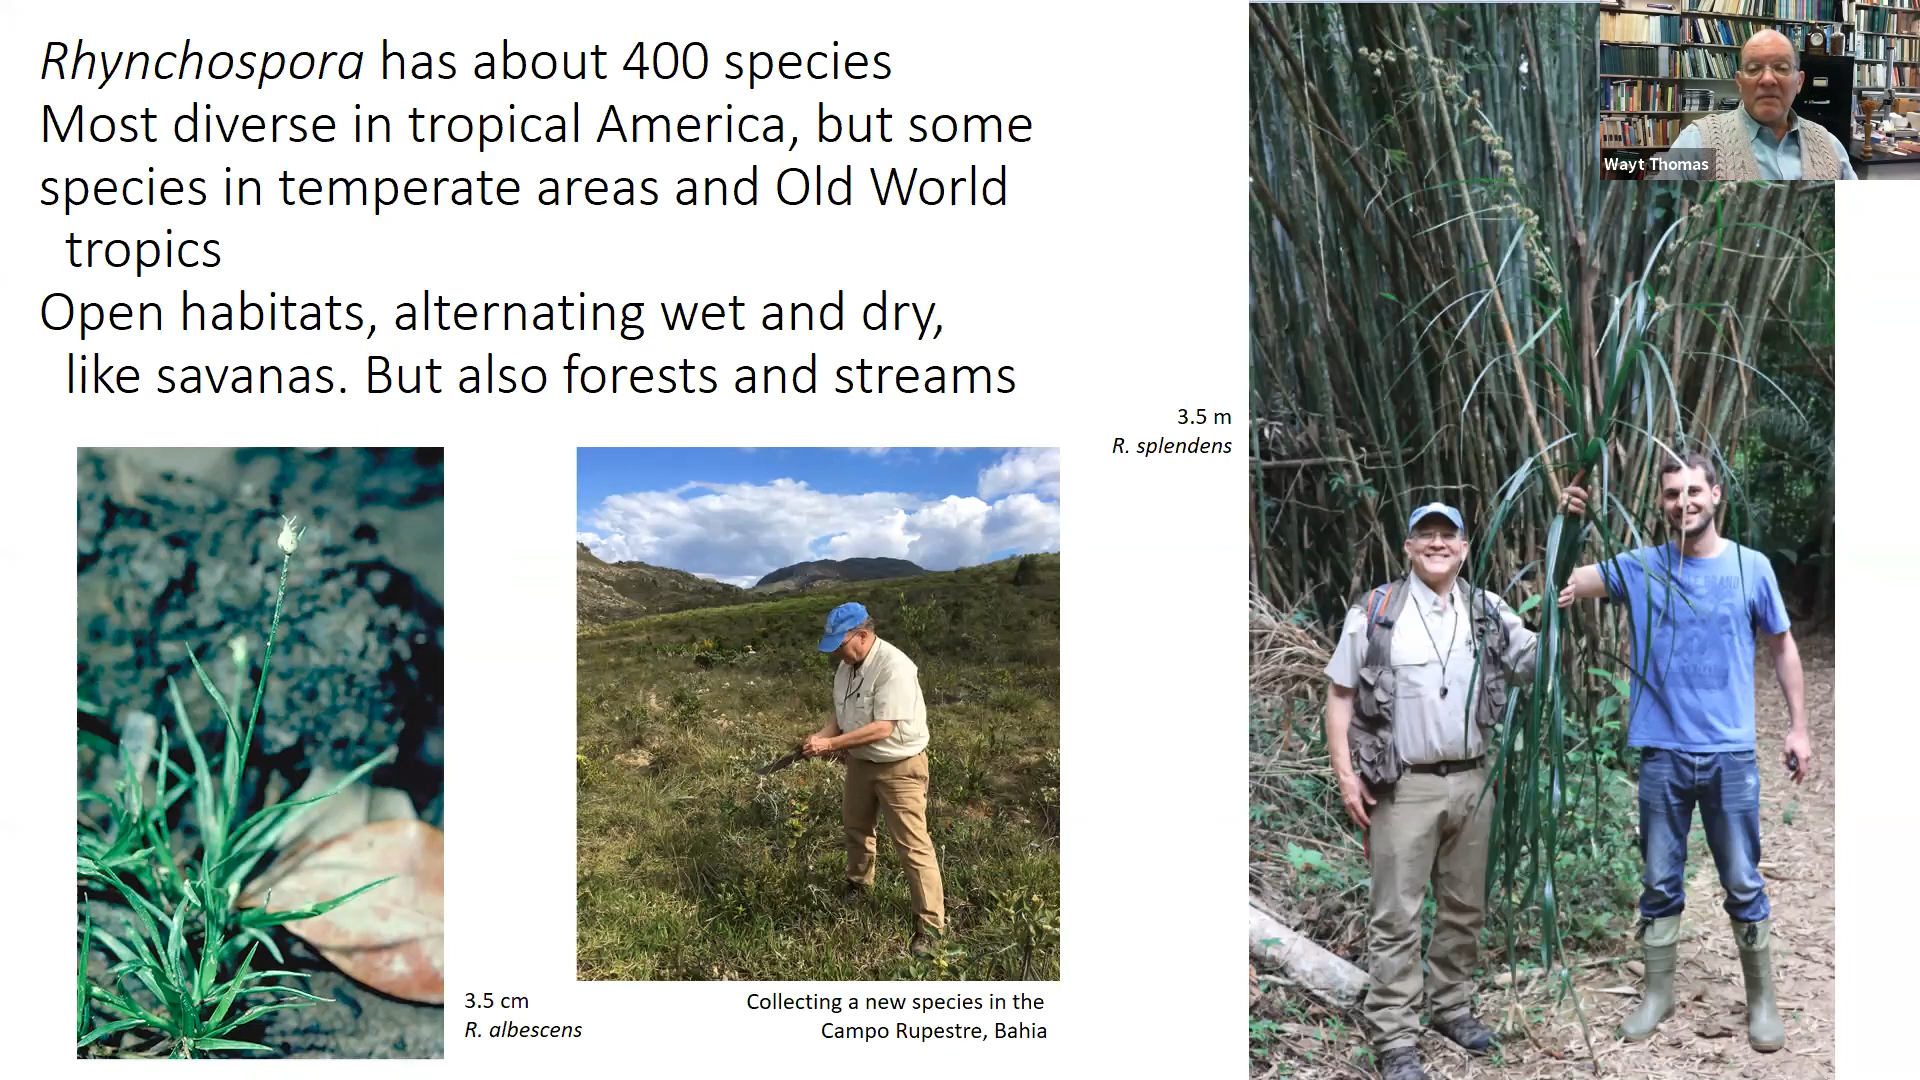 Rhynchospora has about 400 species
Most diverse in tropical America, but some
species in temperate areas and Old World
tropics
Open habitats, alternating wet and dry,
like savanas. But also forests and streams
Wayt Thomas
3.5 m
R. splendens
3.5 cm
R. albescens
Collecting a new species in the
Campo Rupestre, Bahia